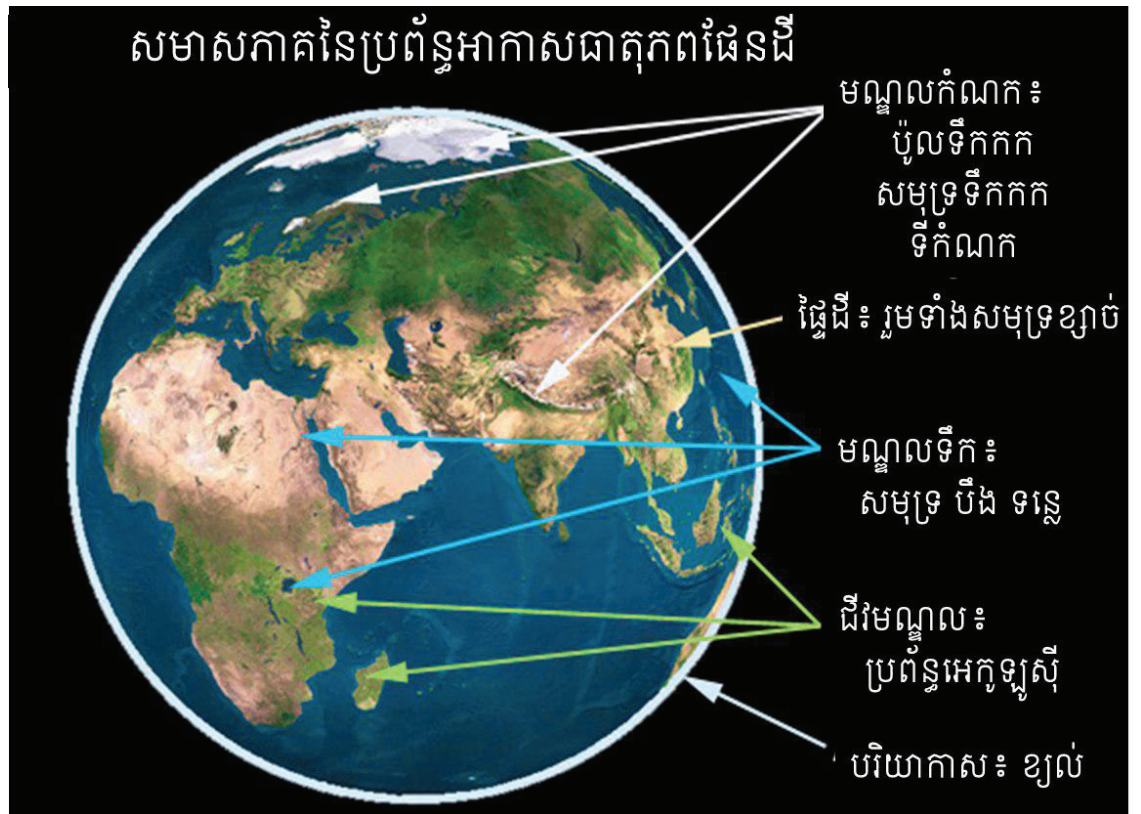 សមាសភាគនៃប្រព័ន្ធអាកាសធាតុភពផែនដី
មណ្ឌលកំណក៖
ប៉ូលទឹកកក
សមុទ្រទឹកកក
ទីកំណក
ផ្ទៃដី៖ រួមទាំងសមុទ្រខ្សាច់
មណ្ឌលទឹក៖
សមុទ្រ បឹង ទន្លេ
ជីវមណ្ឌល៖
ប្រព័ន្ធអេកូឡូស៊ី
បរិយាកាស៖ ខ្យល់